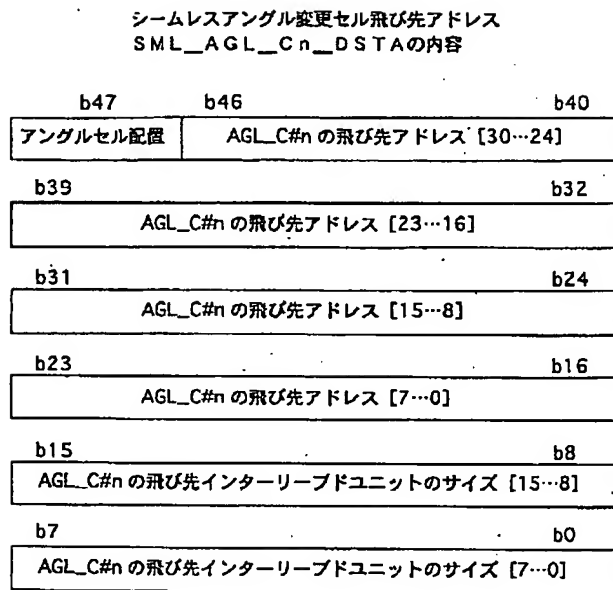 シームレスアングル変更セル飛び先アドレス
SML__AGL__Cn__DSTAの内容
b47 b46 b40
アングルセル配置 AGL_C#n の飛び先アドレス [30…24]
b39 b32
AGL_C#n の飛び先アドレス [23…16]
b31 b24
AGL_C#n の飛び先アドレス [15…8]
b23 b16
AGL_C#n の飛び先アドレス [7…0]
b15 b8
AGL_C#n の飛び先インターリーブドユニットのサイズ [15…8]
b7 b0
AGL_C#n の飛び先インターリーブドユニットのサイズ [7…0]